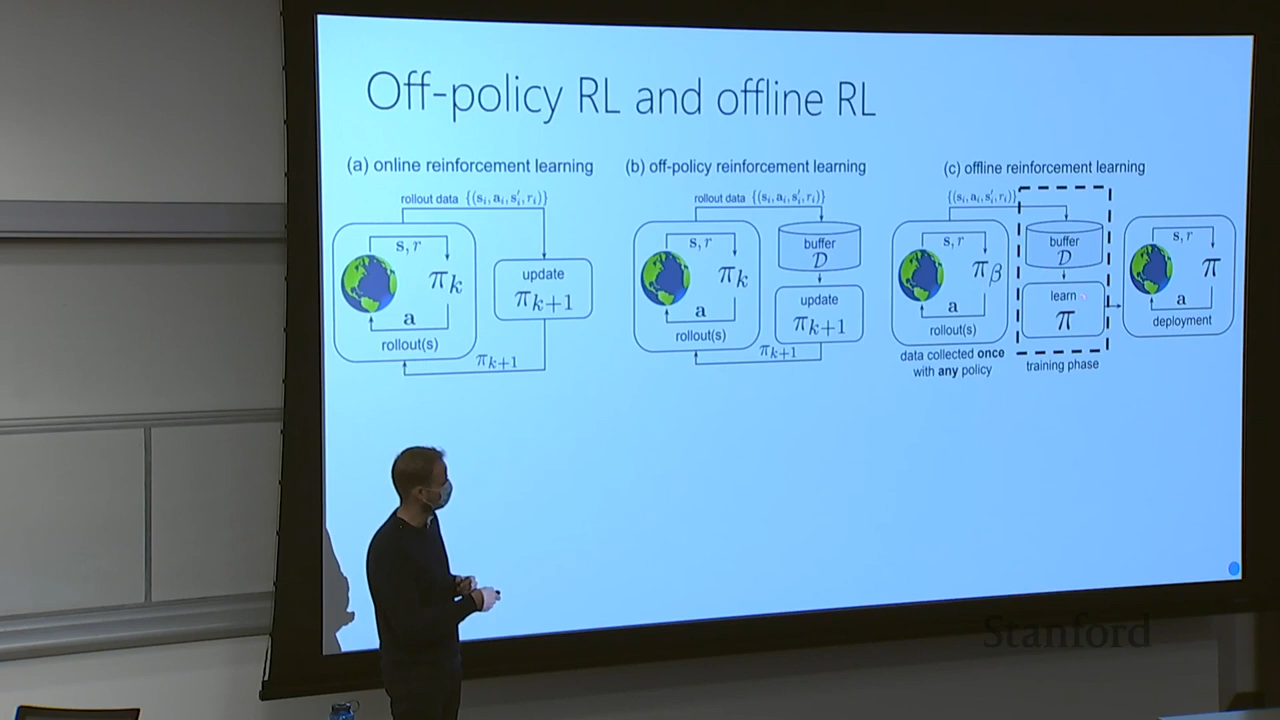 Off-policy RL and offline RL
(a) online reinforcement learning
rollout data {(sᵢ, aᵢ, s′ᵢ, rᵢ)}
s, r
πₖ
a
rollout(s)
update
πₖ₊₁
πₖ₊₁
(b) off-policy reinforcement learning
rollout data {(sᵢ, aᵢ, s′ᵢ, rᵢ)}
s, r
πₖ
a
rollout(s)
buffer
𝒟
update
πₖ₊₁
πₖ₊₁
(c) offline reinforcement learning
{(sᵢ, aᵢ, s′ᵢ, rᵢ)}
s, r
πᵦ
a
rollout(s)
data collected once
with any policy
buffer
𝒟
learn
π
training phase
s, r
π
a
deployment
Stanford